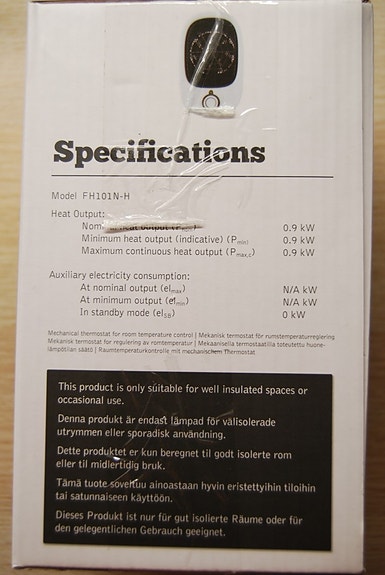 Specifications
Model FH101N-H
Heat Output:
heat output 0.9 kW
Minimum heat output (indicative) (Pmin) 0.9 kW
Maximum continuous heat output (Pmax,c) 0.9 kW
Auxiliary electricity consumption:
At nominal output (elmax) N/A kW
At minimum output (elmin) N/A kW
In standby mode (elSB) 0 kW
Mechanical thermostat for room temperature control | Mekanisk termostat för rumstemperaturreglering
Mekanisk termostat for regulering av romtemperatur | Mekaanisella termostaatilla toteutettu huone-
lämpötilan säätö | Raumtemperaturkontrolle mit mechanischem Thermostat
This product is only suitable for well insulated spaces or
occasional use.
Denna produkt är endast lämpad för välisolerade
utrymmen eller sporadisk användning.
Dette produktet er kun beregnet til godt isolerte rom
eller til midlertidig bruk.
Tämä tuote soveltuu ainoastaan hyvin eristettyihin tiloihin
tai satunnaiseen käyttöön.
Dieses Produkt ist nur für gut isolierte Räume oder für
den gelegentlichen Gebrauch geeignet.